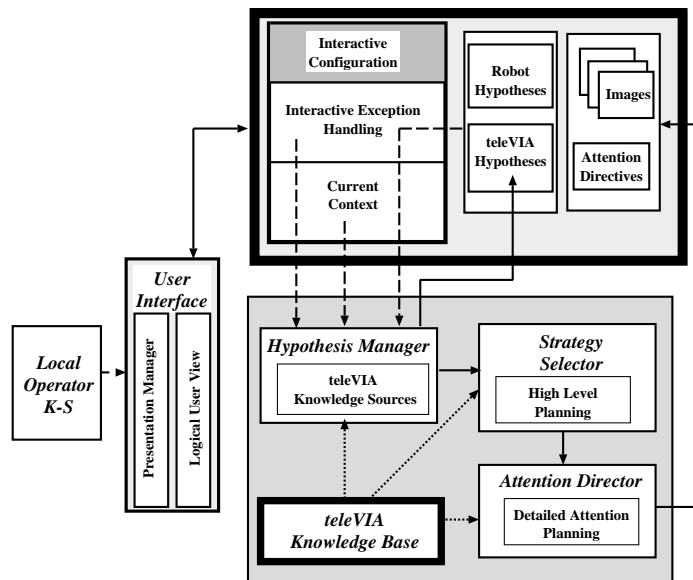 Interactive
Configuration
Interactive Exception
Handling
Current
Context
Robot
Hypotheses
teleVIA
Hypotheses
Images
Attention
Directives
User
Interface
Presentation Manager
Logical User View
Local
Operator
K-S
Hypothesis Manager
teleVIA
Knowledge Sources
Strategy
Selector
High Level
Planning
Attention Director
Detailed Attention
Planning
teleVIA
Knowledge Base